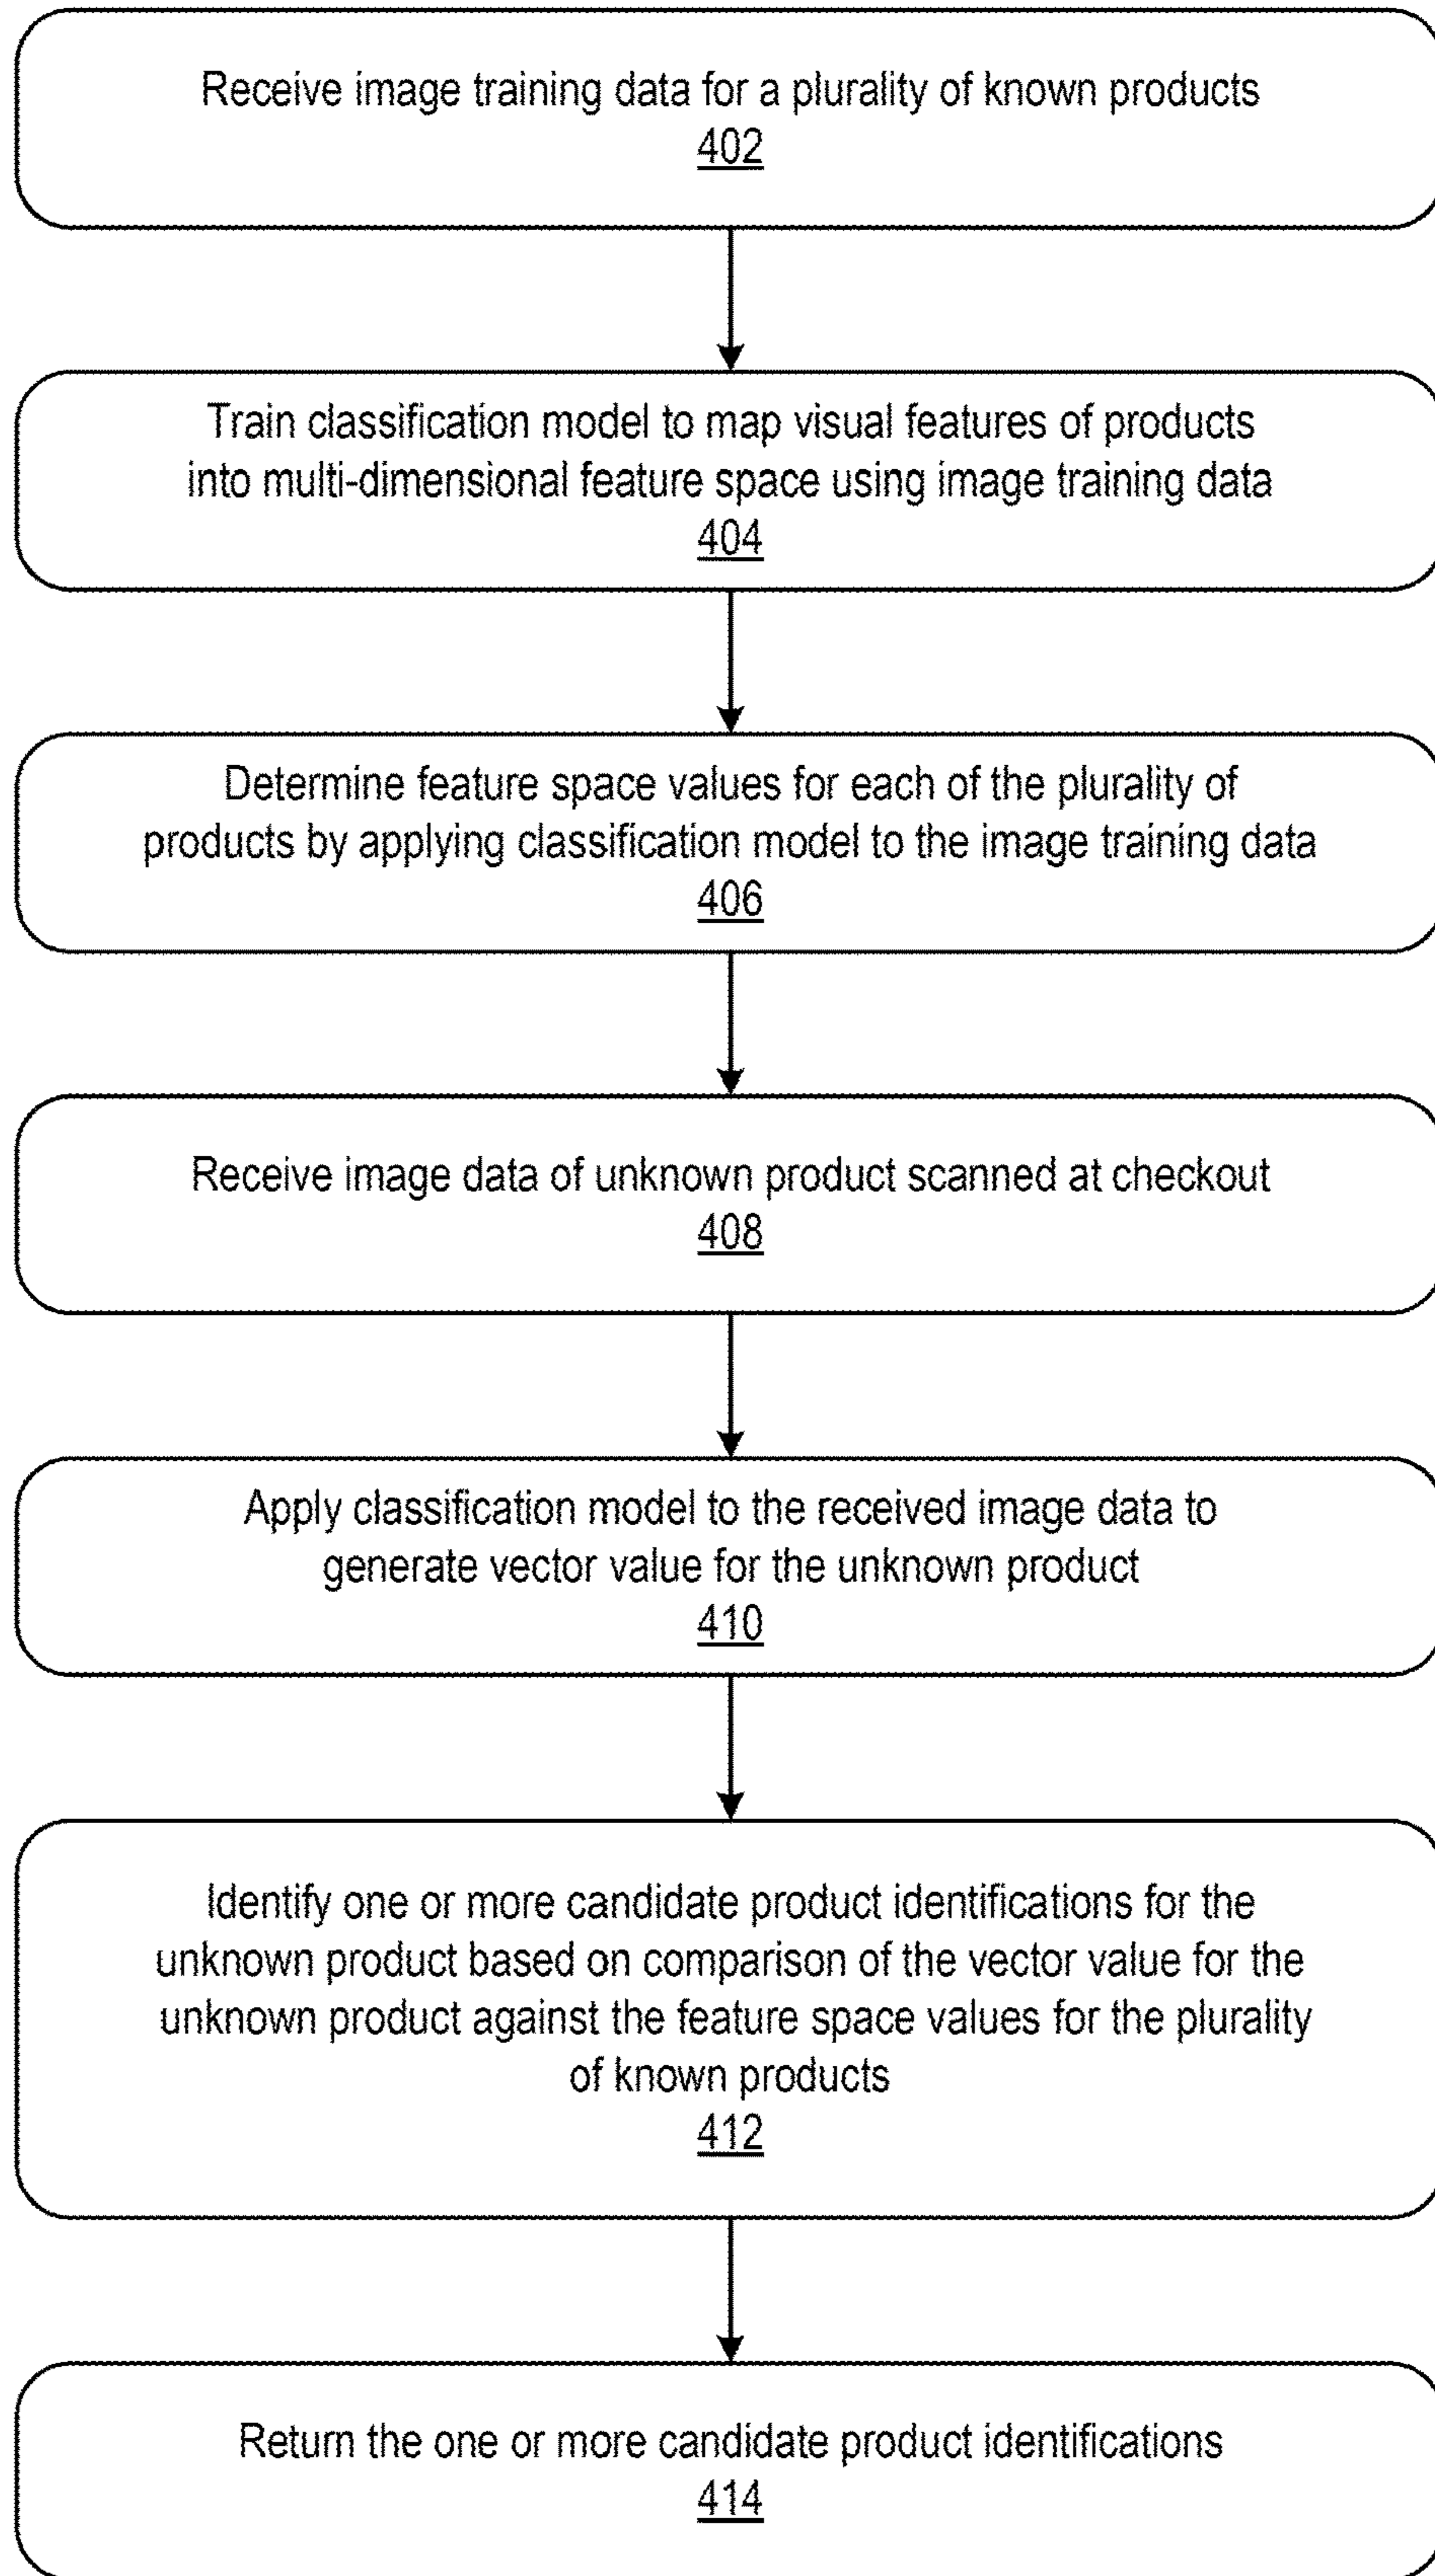 Receive image training data for a plurality of known products
402
Train classification model to map visual features of products
into multi-dimensional feature space using image training data
404
Determine feature space values for each of the plurality of
products by applying classification model to the image training data
406
Receive image data of unknown product scanned at checkout
408
Apply classification model to the received image data to
generate vector value for the unknown product
410
Identify one or more candidate product identifications for the
unknown product based on comparison of the vector value for the
unknown product against the feature space values for the plurality
of known products
412
Return the one or more candidate product identifications
414